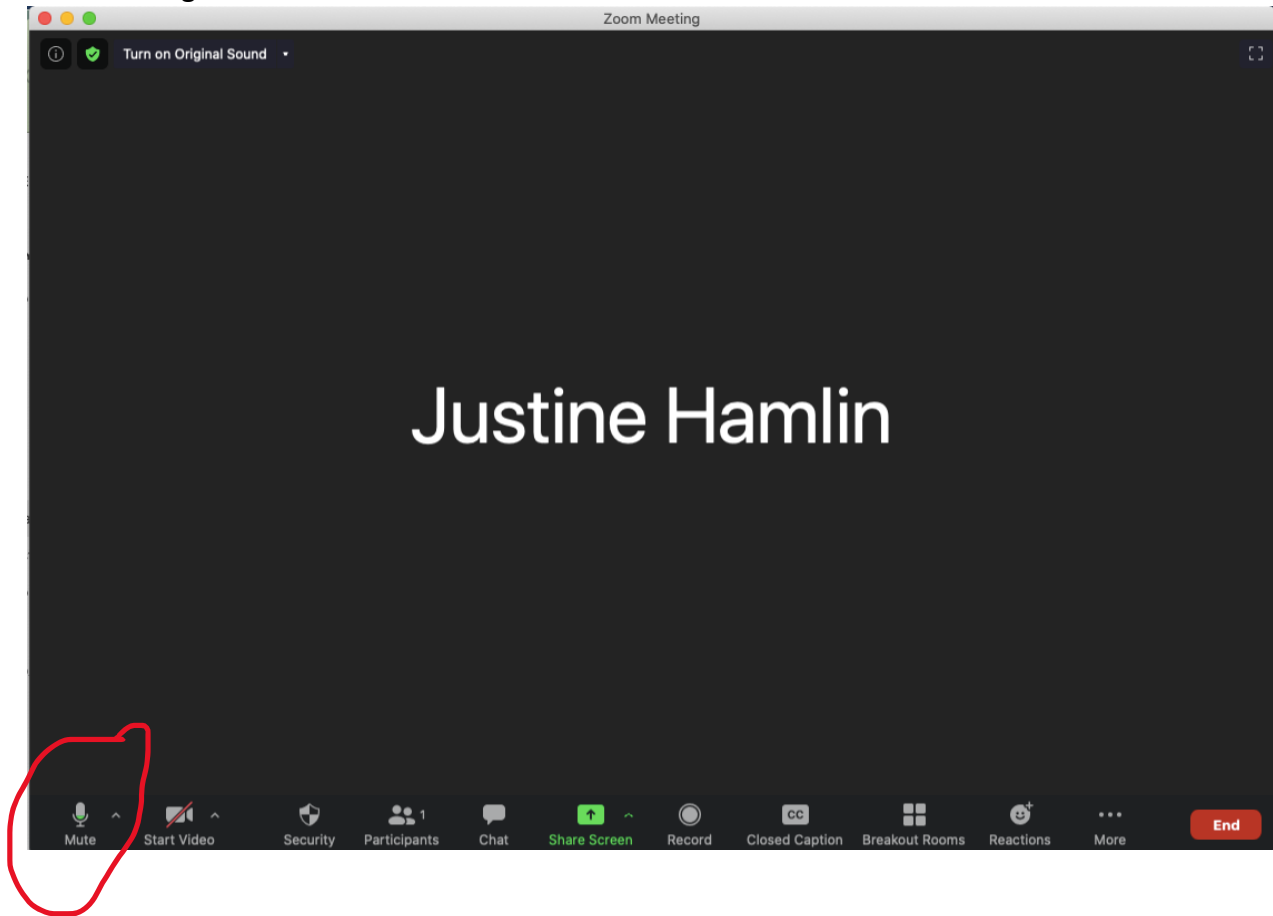 Zoom Meeting
Turn on Original Sound
Justine Hamlin
1
Mute Start Video Security Participants Chat Share Screen Record CC Closed Caption Breakout Rooms Reactions More End